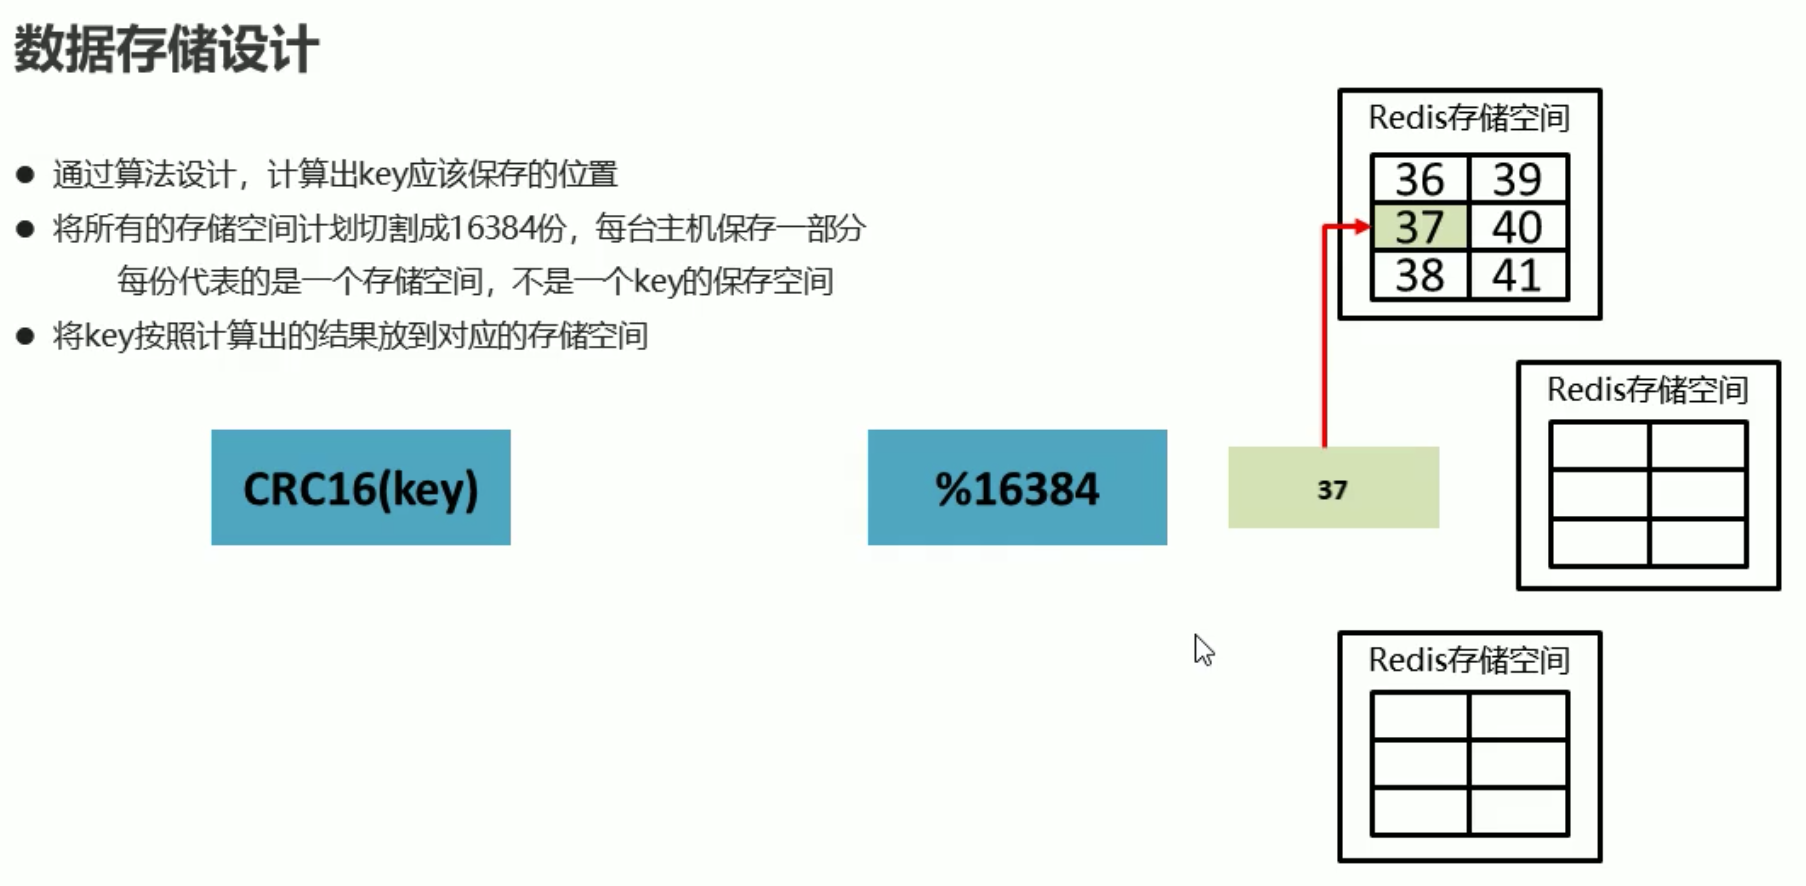 数据存储设计
● 通过算法设计，计算出key应该保存的位置
● 将所有的存储空间计划切割成16384份，每台主机保存一部分
每份代表的是一个存储空间，不是一个key的保存空间
● 将key按照计算出的结果放到对应的存储空间
CRC16(key)
%16384
37
Redis存储空间
36 39
37 40
38 41
Redis存储空间
Redis存储空间